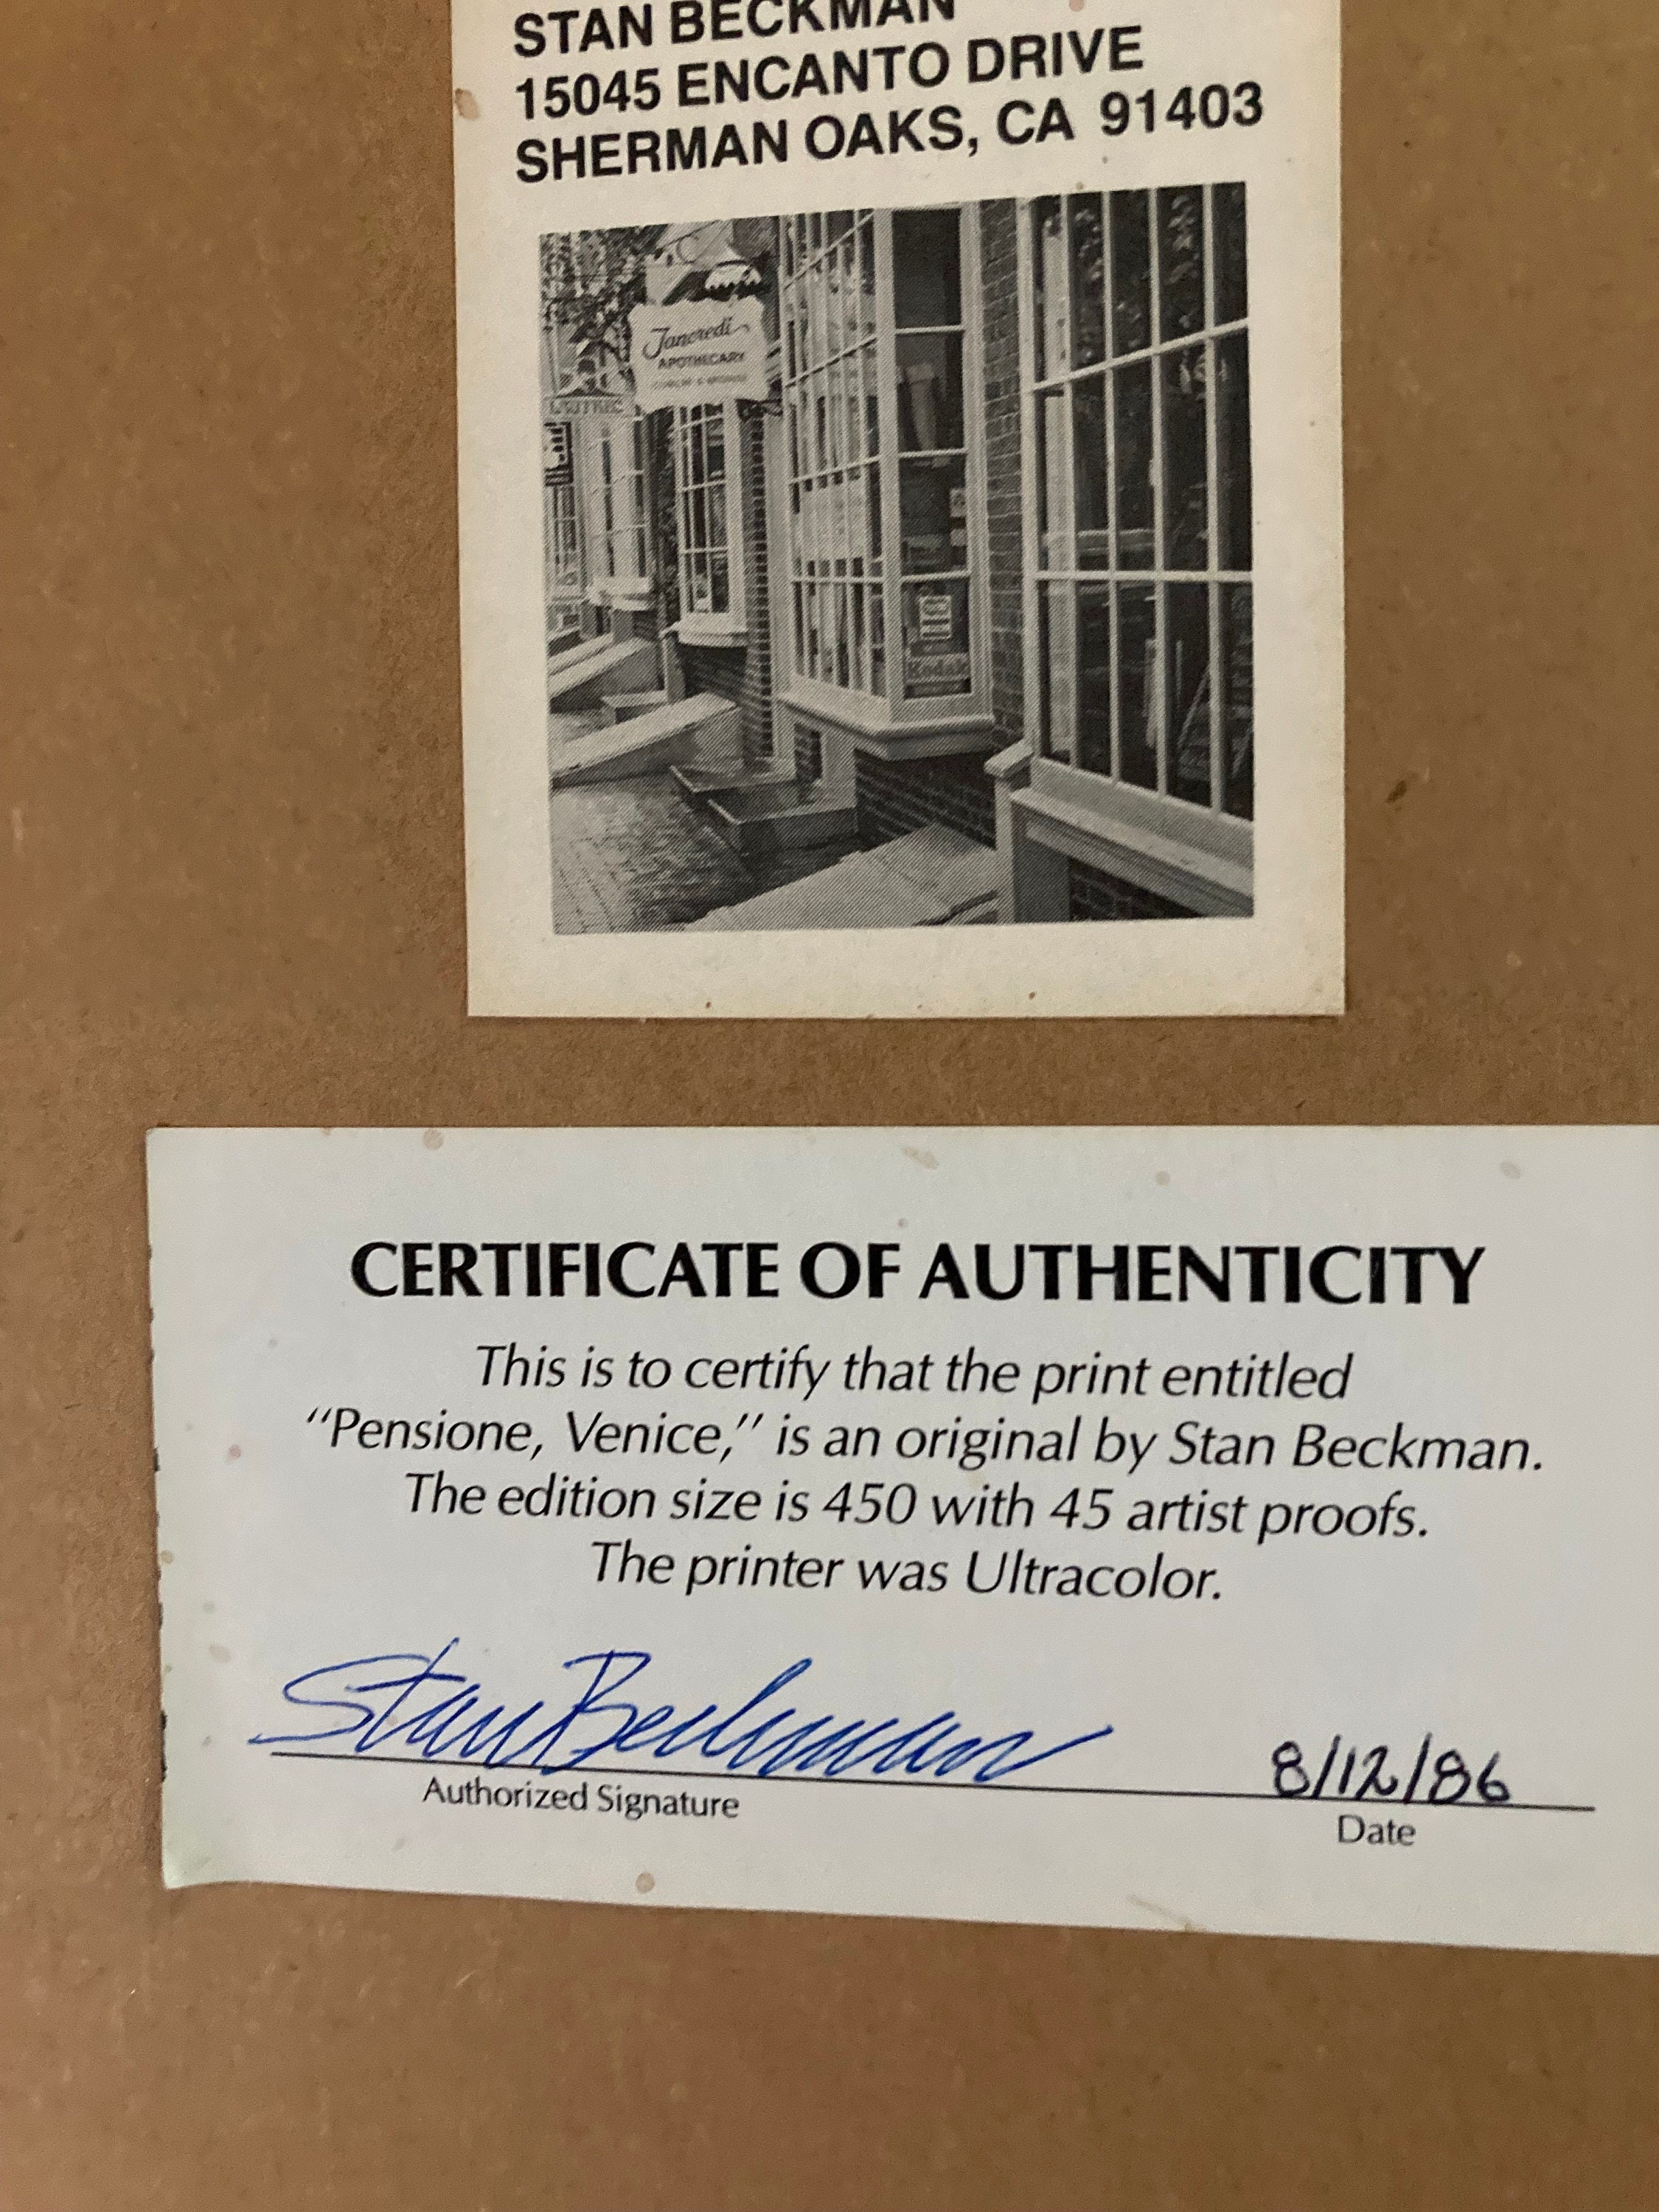 STAN BECKMAN
15045 ENCANTO DRIVE
SHERMAN OAKS, CA 91403
Tancredi
APOTHECARY
Kodak
CERTIFICATE OF AUTHENTICITY
This is to certify that the print entitled
“Pensione, Venice,” is an original by Stan Beckman.
The edition size is 450 with 45 artist proofs.
The printer was Ultracolor.
Stan Beckman
8/12/86
Authorized Signature
Date